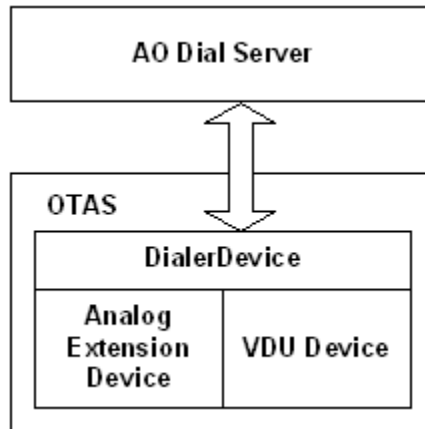 AO Dial Server
OTAS
DialerDevice
Analog
Extension
Device
VDU Device